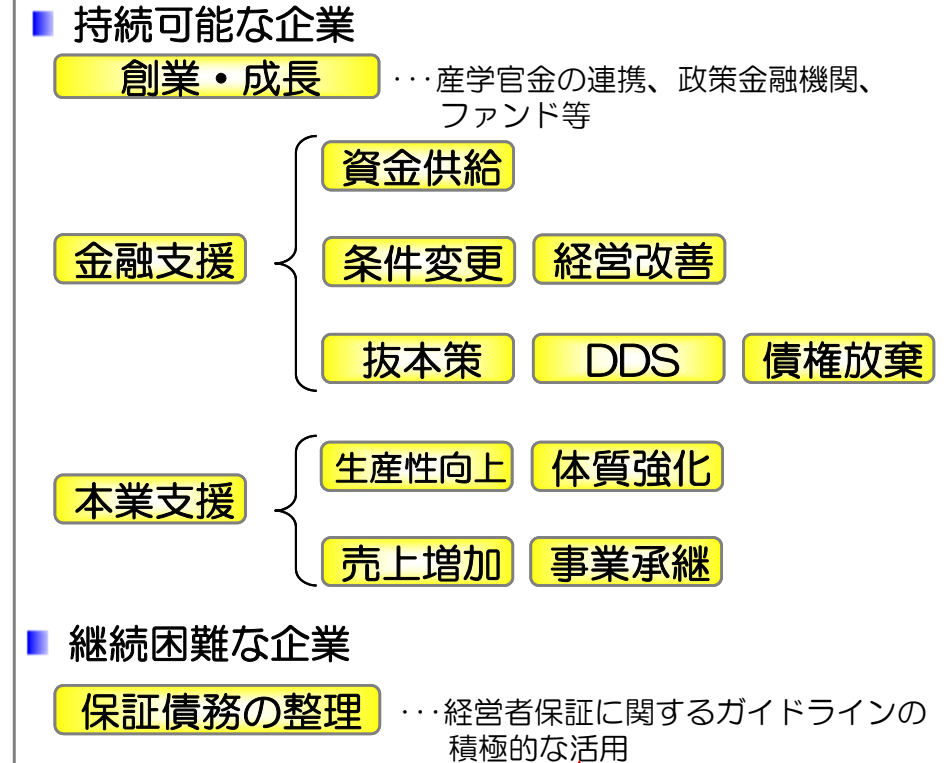 持続可能な企業
創業・成長 ･･･産学官金の連携、政策金融機関、
ファンド等
資金供給
金融支援
条件変更 経営改善
抜本策 DDS 債権放棄
生産性向上 体質強化
本業支援
売上増加 事業承継
継続困難な企業
保証債務の整理 ･･･経営者保証に関するガイドラインの
積極的な活用